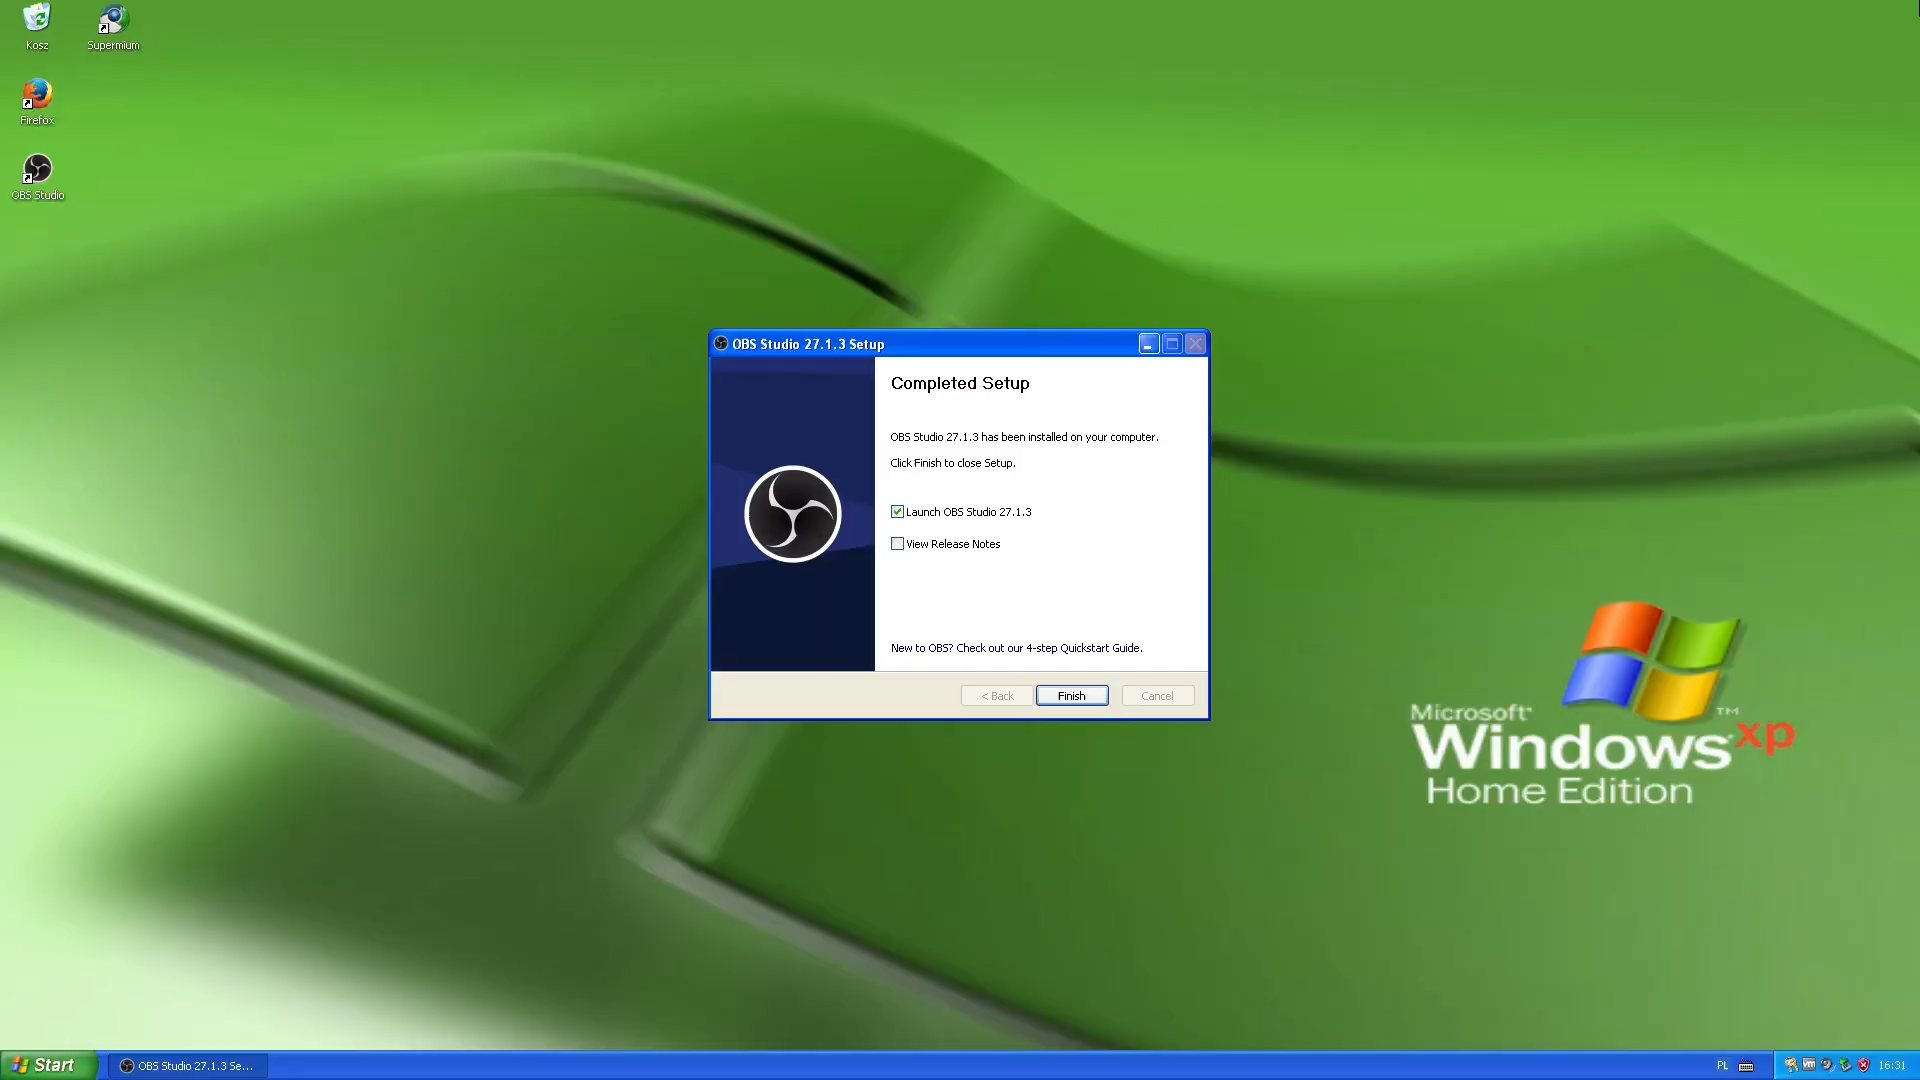 Kosz
Supermium
Firefox
OBS Studio
OBS Studio 27.1.3 Setup
Completed Setup
OBS Studio 27.1.3 has been installed on your computer.
Click Finish to close Setup.
Launch OBS Studio 27.1.3
View Release Notes
New to OBS? Check out our 4-step Quickstart Guide.
< Back
Finish
Cancel
Microsoft®
Windows xp
TM
Home Edition
Start
OBS Studio 27.1.3 Se...
PL
vm
16:31